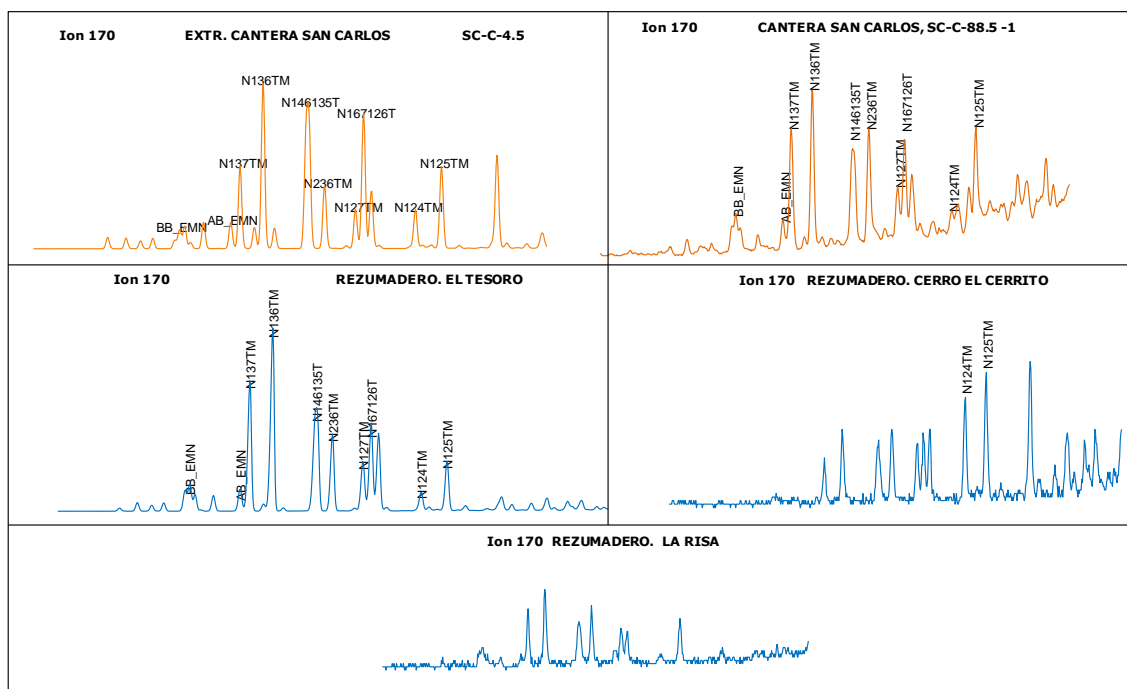 Ion 170 EXTR. CANTERA SAN CARLOS SC-C-4.5
N136TM
N146135T
N167126T
N137TM
N125TM
N236TM
AB_EMN
BB_EMN
N127TM
N124TM
Ion 170 CANTERA SAN CARLOS, SC-C-88.5 -1
BB_EMN
AB_EMN
N137TM
N136TM
N146135T
N236TM
N127TM
N167126T
N124TM
N125TM
Ion 170 REZUMADERO. EL TESORO
BB_EMN
AB_EMN
N137TM
N136TM
N146135T
N236TM
N127TM
N167126T
N124TM
N125TM
Ion 170 REZUMADERO. CERRO EL CERRITO
N124TM
N125TM
Ion 170 REZUMADERO. LA RISA